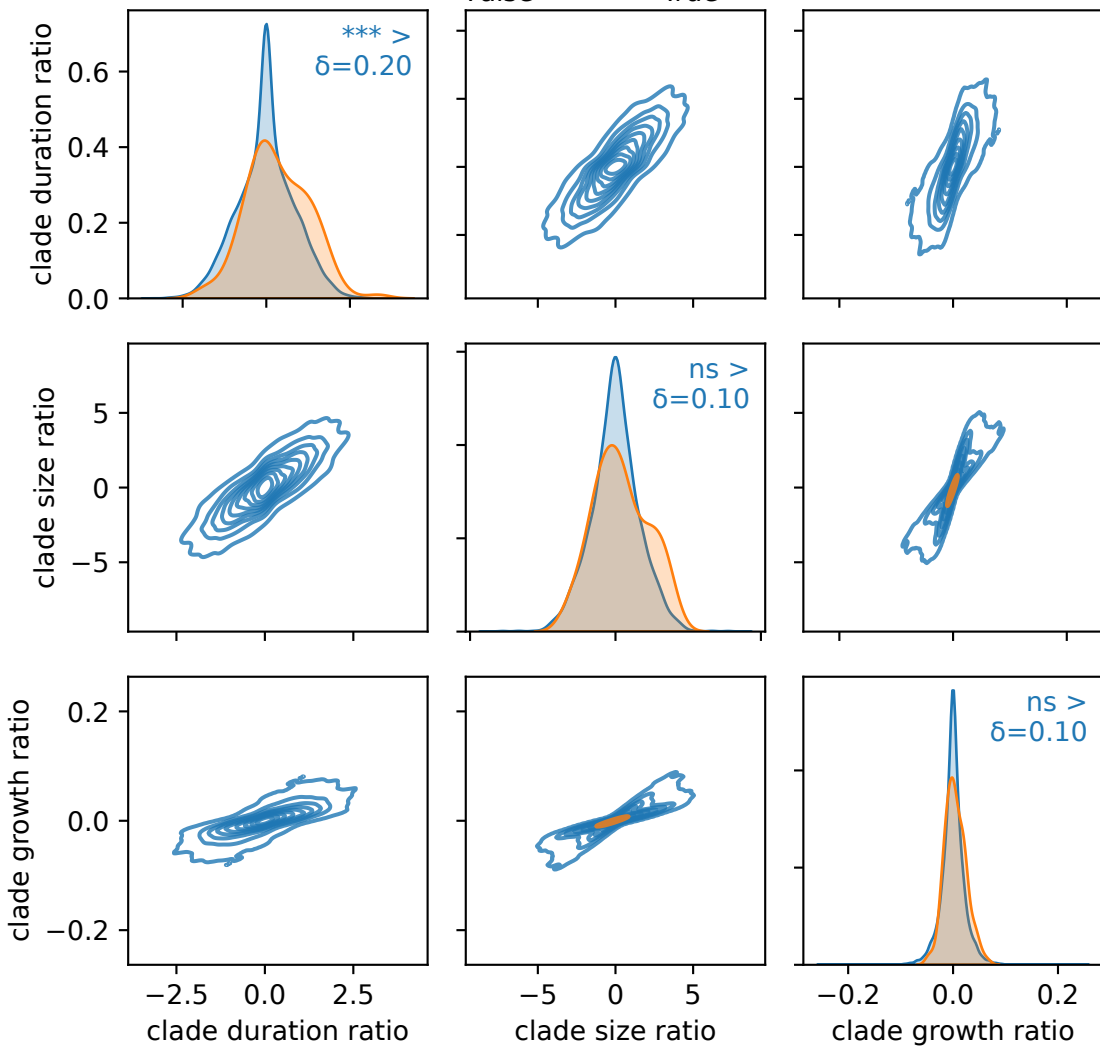 clade duration ratio
0.6
0.4
0.2
0.0
*** >
δ=0.20
clade size ratio
5
0
−5
ns >
δ=0.10
clade growth ratio
0.2
0.0
−0.2
ns >
δ=0.10
−2.5 0.0 2.5
−5 0 5
−0.2 0.0 0.2
clade duration ratio
clade size ratio
clade growth ratio